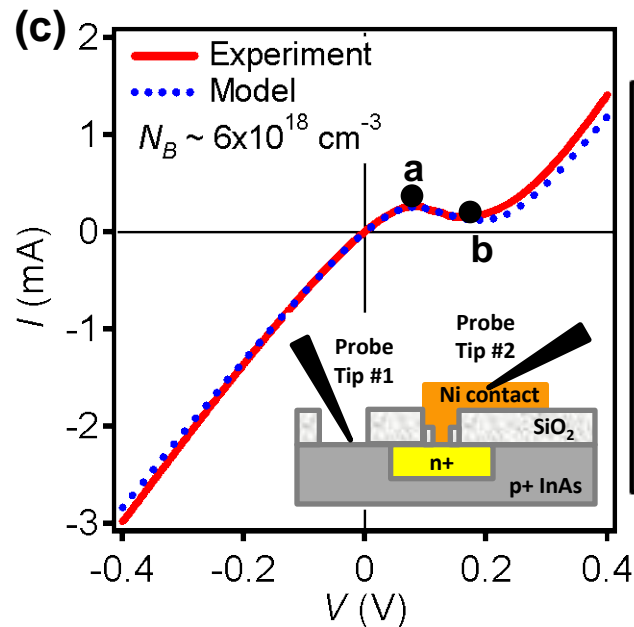 (c)
2
Experiment
Model
N_B ~ 6x10^18 cm^-3
1
a
0
b
I (mA)
-1
Probe
Tip #1
Probe
Tip #2
Ni contact
-2
SiO₂
n+
p+ InAs
-3
-0.4 -0.2 0 0.2 0.4
V (V)